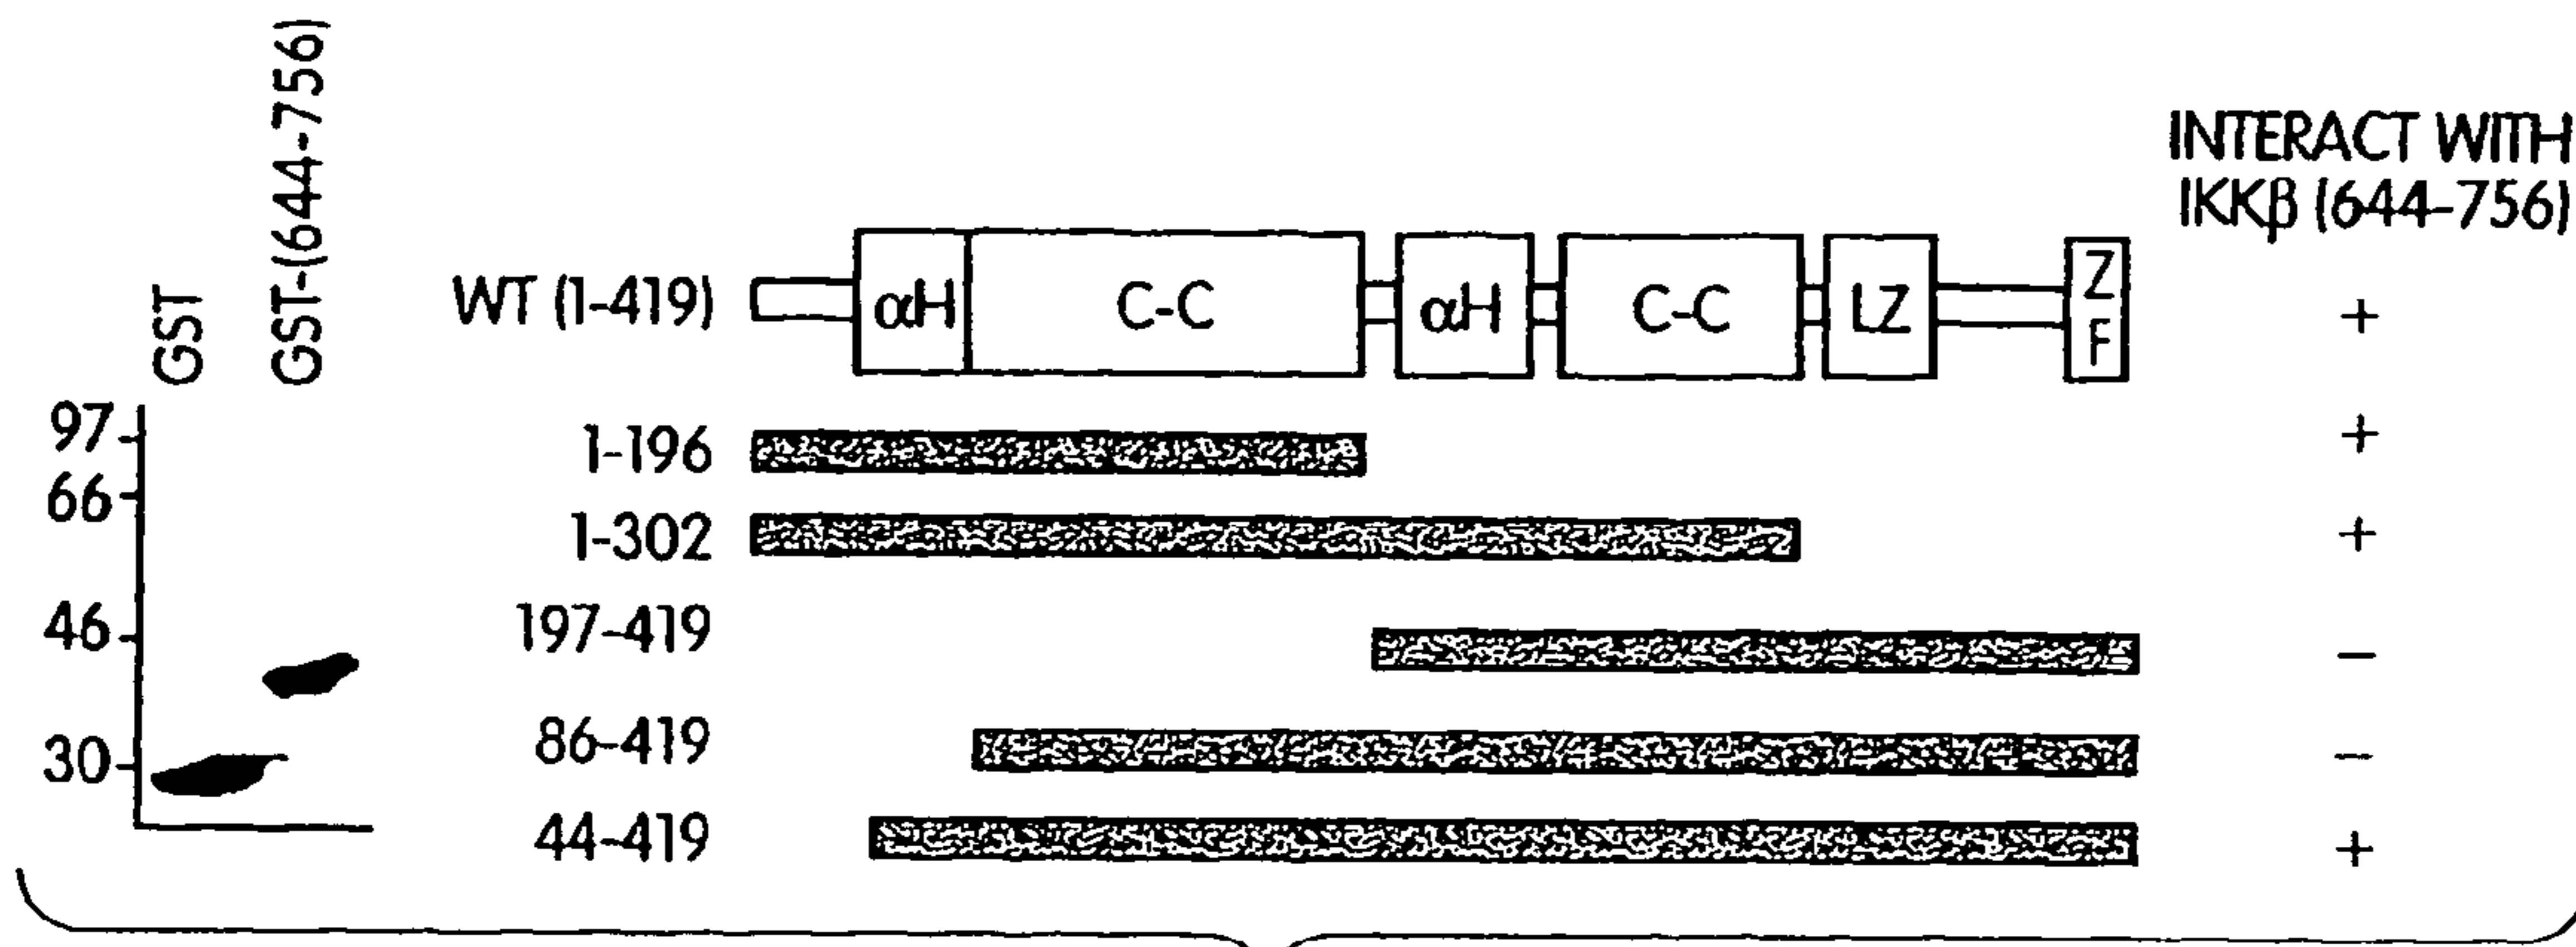 GST
GST-(644-756)
97
66
46
30
INTERACT WITH
IKKβ (644-756)
WT (1-419) αH C-C αH C-C LZ Z F +
1-196 +
1-302 +
197-419 –
86-419 –
44-419 +